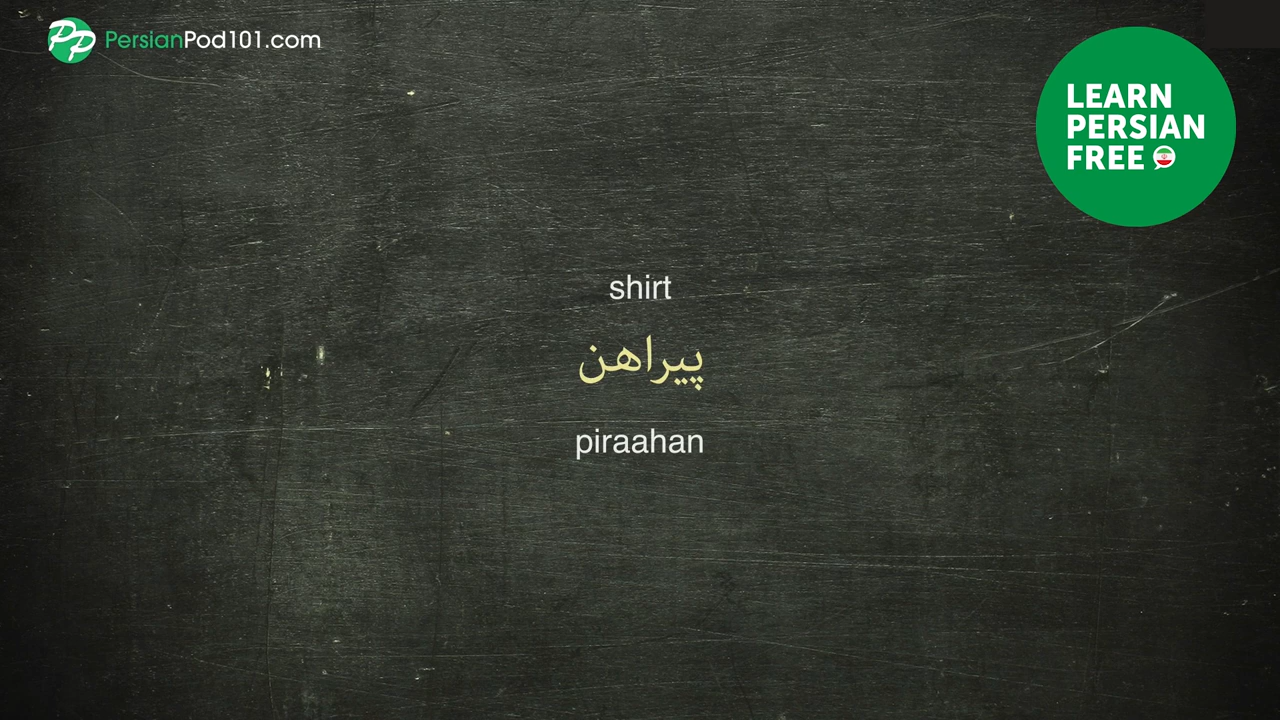 PersianPod101.com
LEARN
PERSIAN
FREE
shirt
پیراهن
piraahan